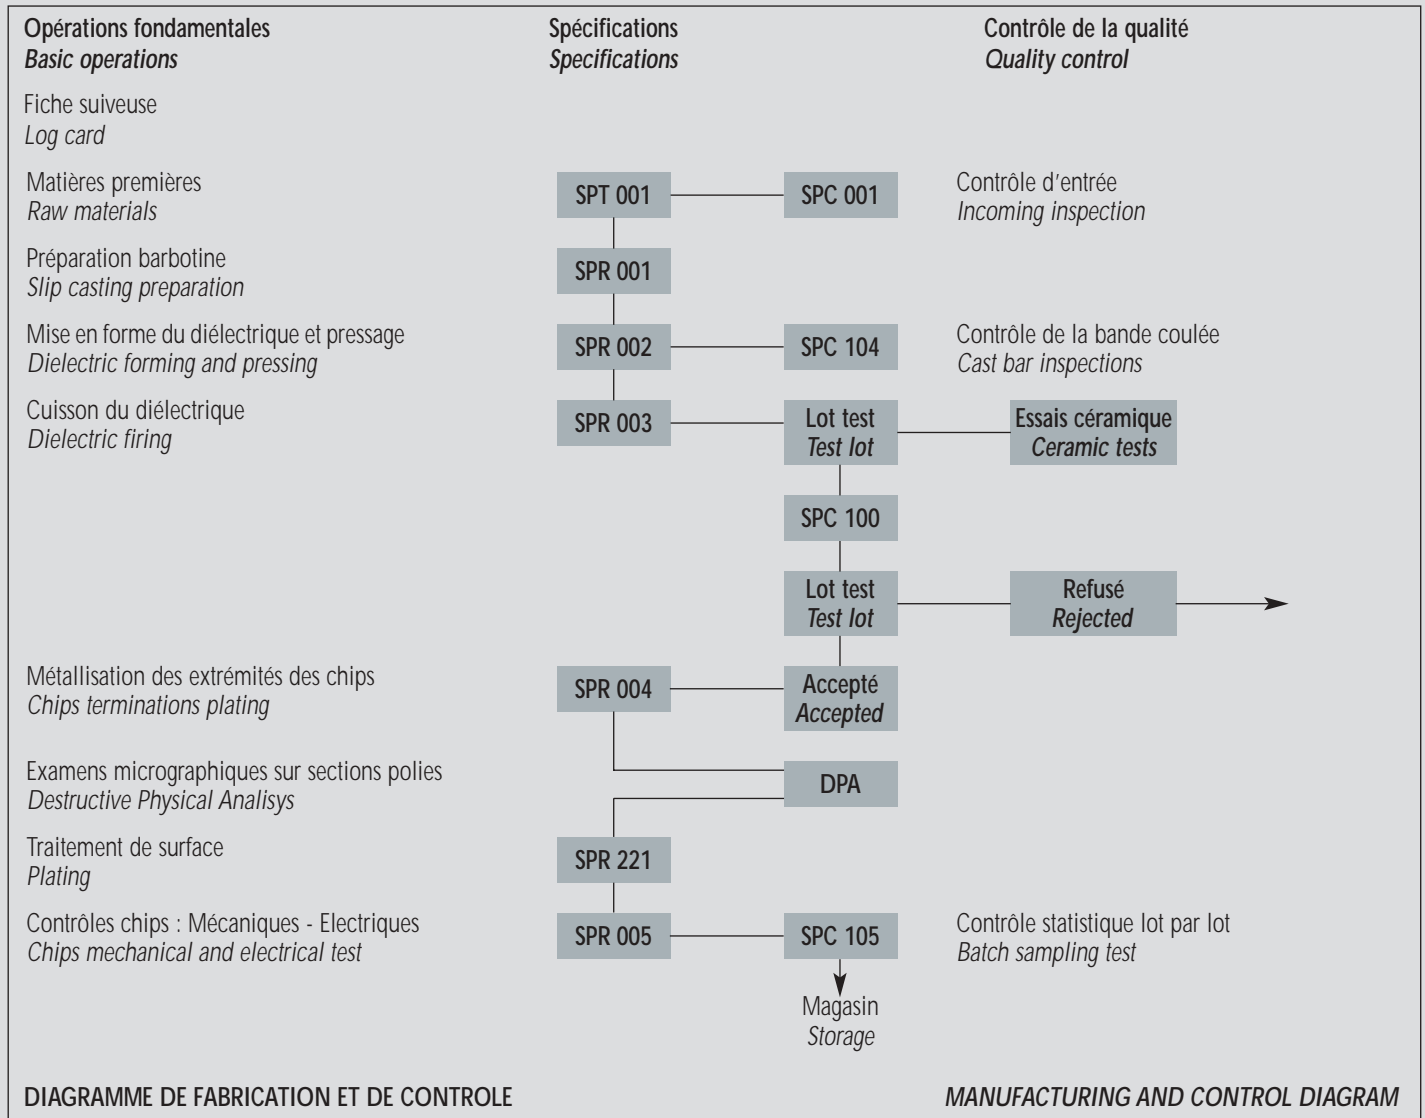 Opérations fondamentales
Basic operations
Spécifications
Specifications
Contrôle de la qualité
Quality control
Fiche suiveuse
Log card
Matières premières
Raw materials
SPT 001
SPC 001
Contrôle d'entrée
Incoming inspection
Préparation barbotine
Slip casting preparation
SPR 001
Mise en forme du diélectrique et pressage
Dielectric forming and pressing
SPR 002
SPC 104
Contrôle de la bande coulée
Cast bar inspections
Cuisson du diélectrique
Dielectric firing
SPR 003
Lot test
Test lot
Essais céramique
Ceramic tests
SPC 100
Lot test
Test lot
Refusé
Rejected
Métallisation des extrémités des chips
Chips terminations plating
SPR 004
Accepté
Accepted
Examens micrographiques sur sections polies
Destructive Physical Analisys
DPA
Traitement de surface
Plating
SPR 221
Contrôles chips : Mécaniques - Electriques
Chips mechanical and electrical test
SPR 005
SPC 105
Contrôle statistique lot par lot
Batch sampling test
Magasin
Storage
DIAGRAMME DE FABRICATION ET DE CONTROLE
MANUFACTURING AND CONTROL DIAGRAM